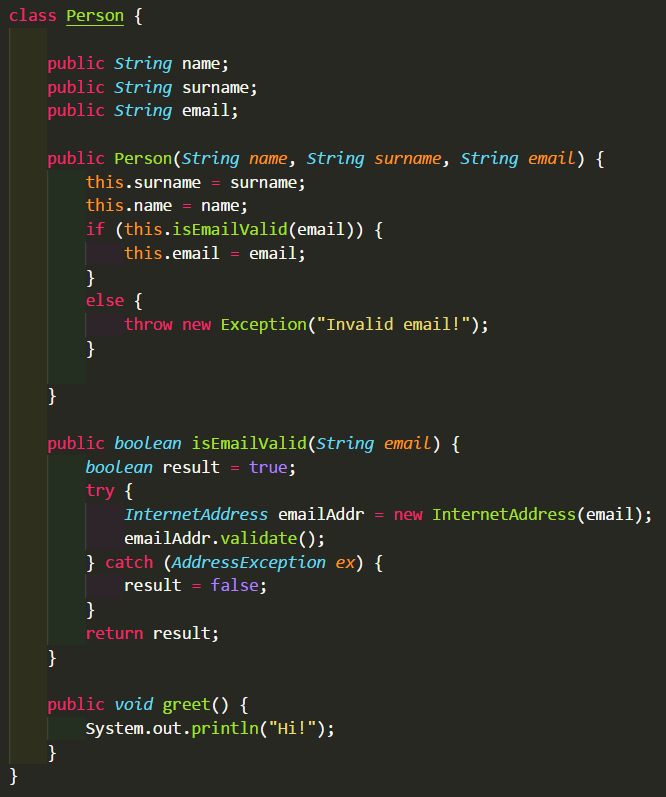 class Person {
public String name;
public String surname;
public String email;
public Person(String name, String surname, String email) {
this.surname = surname;
this.name = name;
if (this.isEmailValid(email)) {
this.email = email;
}
else {
throw new Exception("Invalid email!");
}
}
public boolean isEmailValid(String email) {
boolean result = true;
try {
InternetAddress emailAddr = new InternetAddress(email);
emailAddr.validate();
} catch (AddressException ex) {
result = false;
}
return result;
}
public void greet() {
System.out.println("Hi!");
}
}